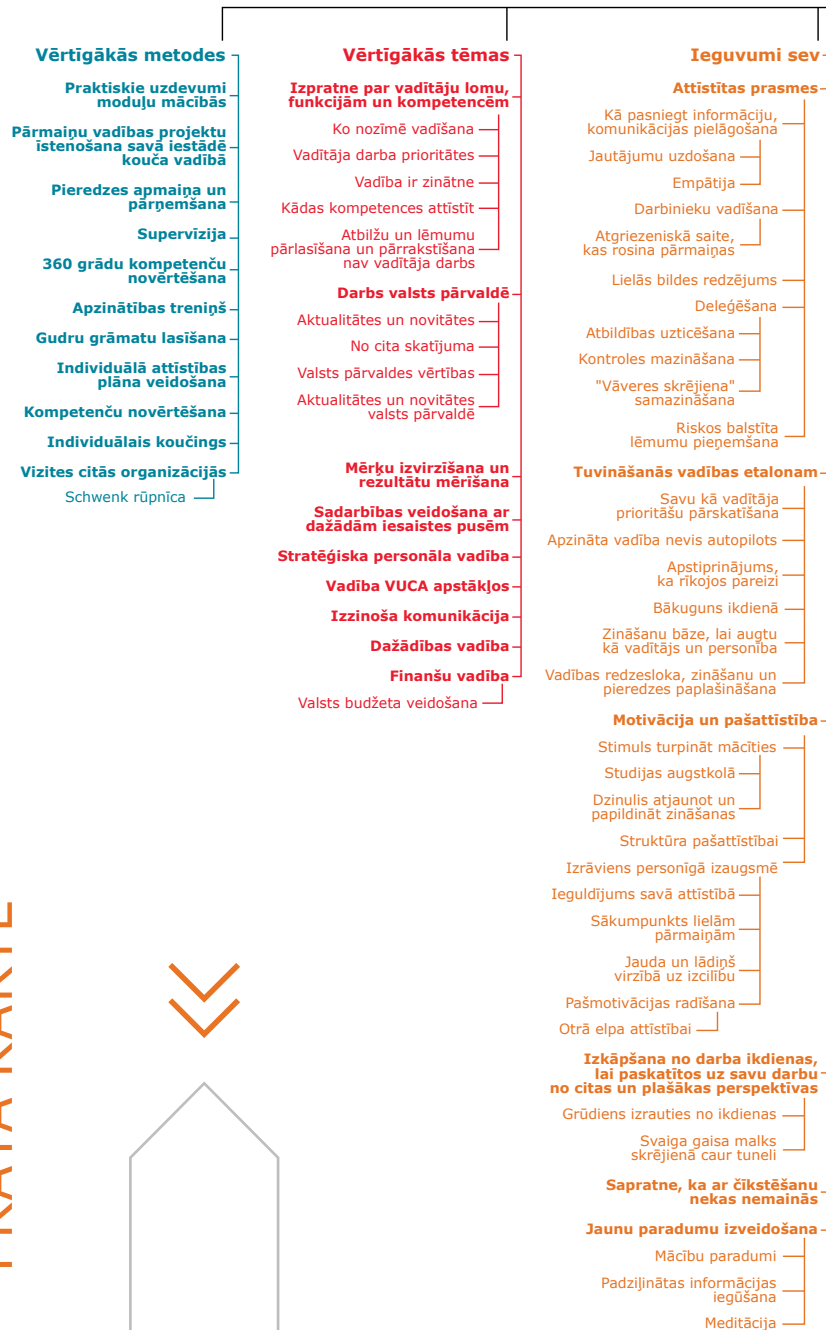 Vērtīgākās metodes
Praktiskie uzdevumi
moduļu mācībās
Pārmaiņu vadības projektu
īstenošana savā iestādē
kouča vadībā
Pieredzes apmaiņa un
pārņemšana
Supervīzija
360 grādu kompetenču
novērtēšana
Apzinātības treniņš
Gudru grāmatu lasīšana
Individuālā attīstības
plāna veidošana
Kompetenču novērtēšana
Individuālais koučings
Vizītes citās organizācijās
Schwenk rūpnīca
Vērtīgākās tēmas
Izpratne par vadītāju lomu,
funkcijām un kompetencēm
Ko nozīmē vadīšana
Vadītāja darba prioritātes
Vadība ir zinātne
Kādas kompetences attīstīt
Atbilžu un lēmumu
pārlasīšana un pārrakstīšana
nav vadītāja darbs
Darbs valsts pārvaldē
Aktualitātes un novitātes
No cita skatījuma
Valsts pārvaldes vērtības
Aktualitātes un novitātes
valsts pārvaldē
Mērķu izvirzīšana un
rezultātu mērīšana
Sadarbības veidošana ar
dažādām iesaistes pusēm
Stratēģiska personāla vadība
Vadība VUCA apstākļos
Izzinoša komunikācija
Dažādības vadība
Finanšu vadība
Valsts budžeta veidošana
Ieguvumi sev
Attīstītas prasmes
Kā pasniegt informāciju,
komunikācijas pielāgošana
Jautājumu uzdošana
Empātija
Darbinieku vadīšana
Atgriezeniskā saite,
kas rosina pārmaiņas
Lielās bildes redzējums
Deleģēšana
Atbildības uzticēšana
Kontroles mazināšana
"Vāveres skrējiena"
samazināšana
Riskos balstīta
lēmumu pieņemšana
Tuvināšanās vadības etalonam
Savu kā vadītāja
prioritāšu pārskatīšana
Apzināta vadība nevis autopilots
Apstiprinājums,
ka rīkojos pareizi
Bākuguns ikdienā
Zināšanu bāze, lai augtu
kā vadītājs un personība
Vadības redzesloka, zināšanu un
pieredzes paplašināšana
Motivācija un pašattīstība
Stimuls turpināt mācīties
Studijas augstkolā
Dzinulis atjaunot un
papildināt zināšanas
Struktūra pašattīstībai
Izrāviens personīgā izaugsmē
Ieguldījums savā attīstībā
Sākumpunkts lielām
pārmaiņām
Jauda un lādiņš
virzībā uz izcilību
Pašmotivācijas radīšana
Otrā elpa attīstībai
Izkāpšana no darba ikdienas,
lai paskatītos uz savu darbu
no citas un plašākas perspektīvas
Grūdiens izrauties no ikdienas
Svaiga gaisa malks
skrējienā caur tuneli
Sapratne, ka ar čīkstēšanu
nekas nemainās
Jaunu paradumu izveidošana
Mācību paradumi
Padziļinātas informācijas
iegūšana
Meditācija